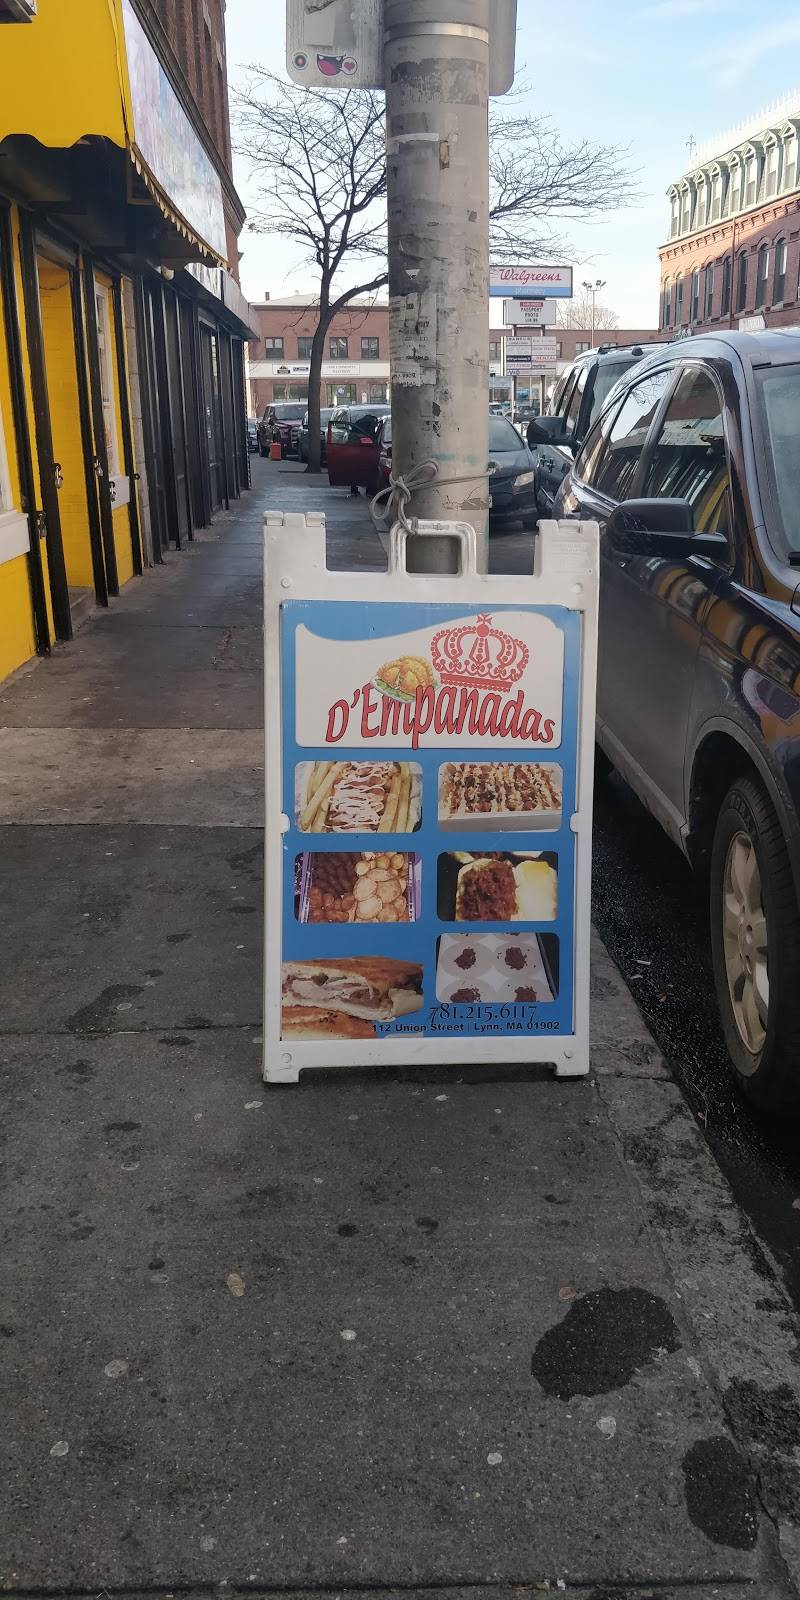 Walgreens
pharmacy
PASSPORT
PHOTO
D'Empanadas
781.215.6117
112 Union Street | Lynn, MA 01902